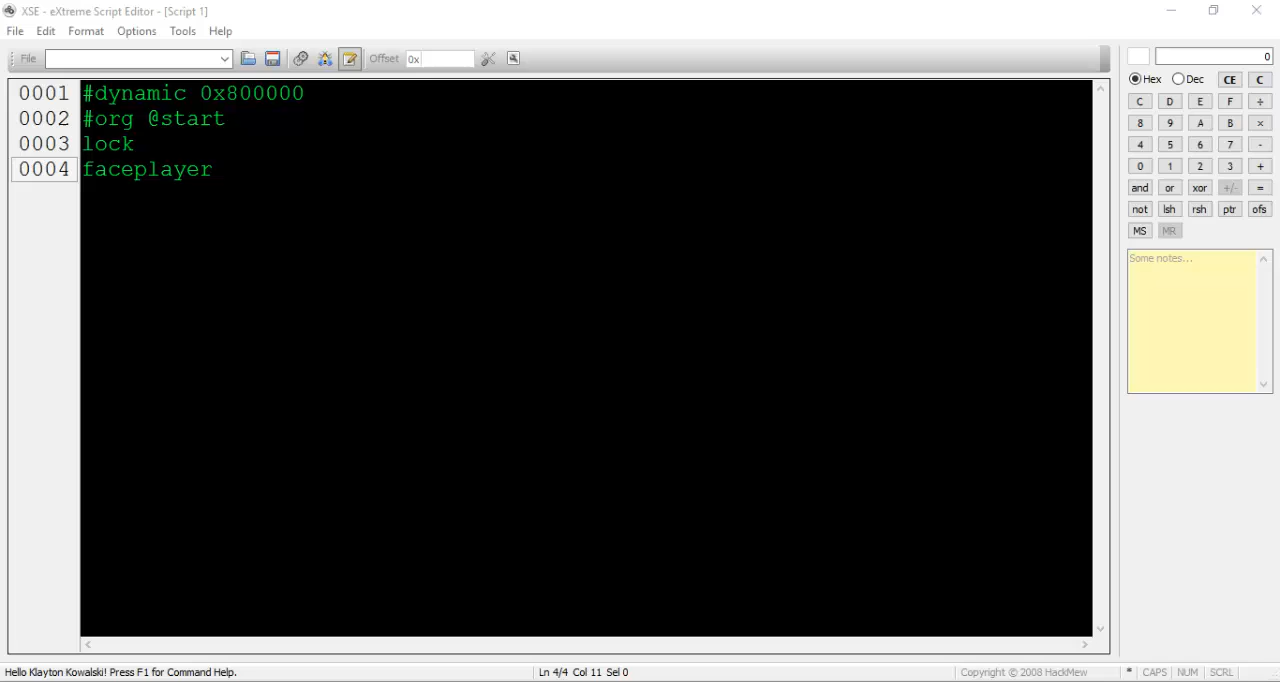 XSE - eXtreme Script Editor - [Script 1]
File Edit Format Options Tools Help
File Offset 0x
0
Hex Dec CE C
0001 #dynamic 0x800000
0002 #org @start
0003 lock
0004 faceplayer
C D E F ÷
8 9 A B ×
4 5 6 7 -
0 1 2 3 +
and or xor +/- =
not lsh rsh ptr ofs
MS MR
Some notes...
Hello Klayton Kowalski! Press F1 for Command Help. Ln 4/4 Col 11 Sel 0 Copyright © 2008 HackMew * CAPS NUM SCRL